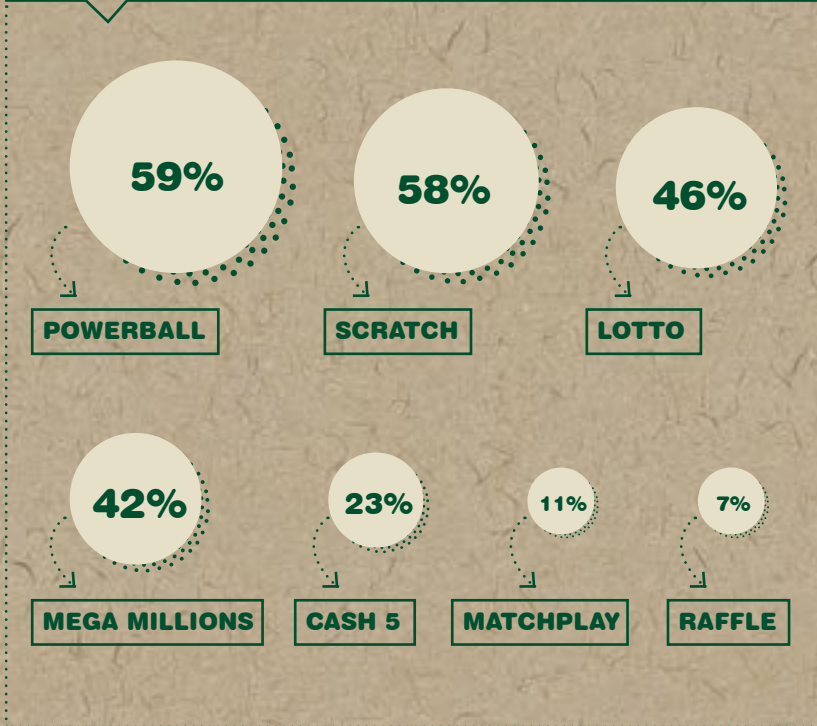 59%
58%
46%
POWERBALL
SCRATCH
LOTTO
42%
23%
11%
7%
MEGA MILLIONS
CASH 5
MATCHPLAY
RAFFLE